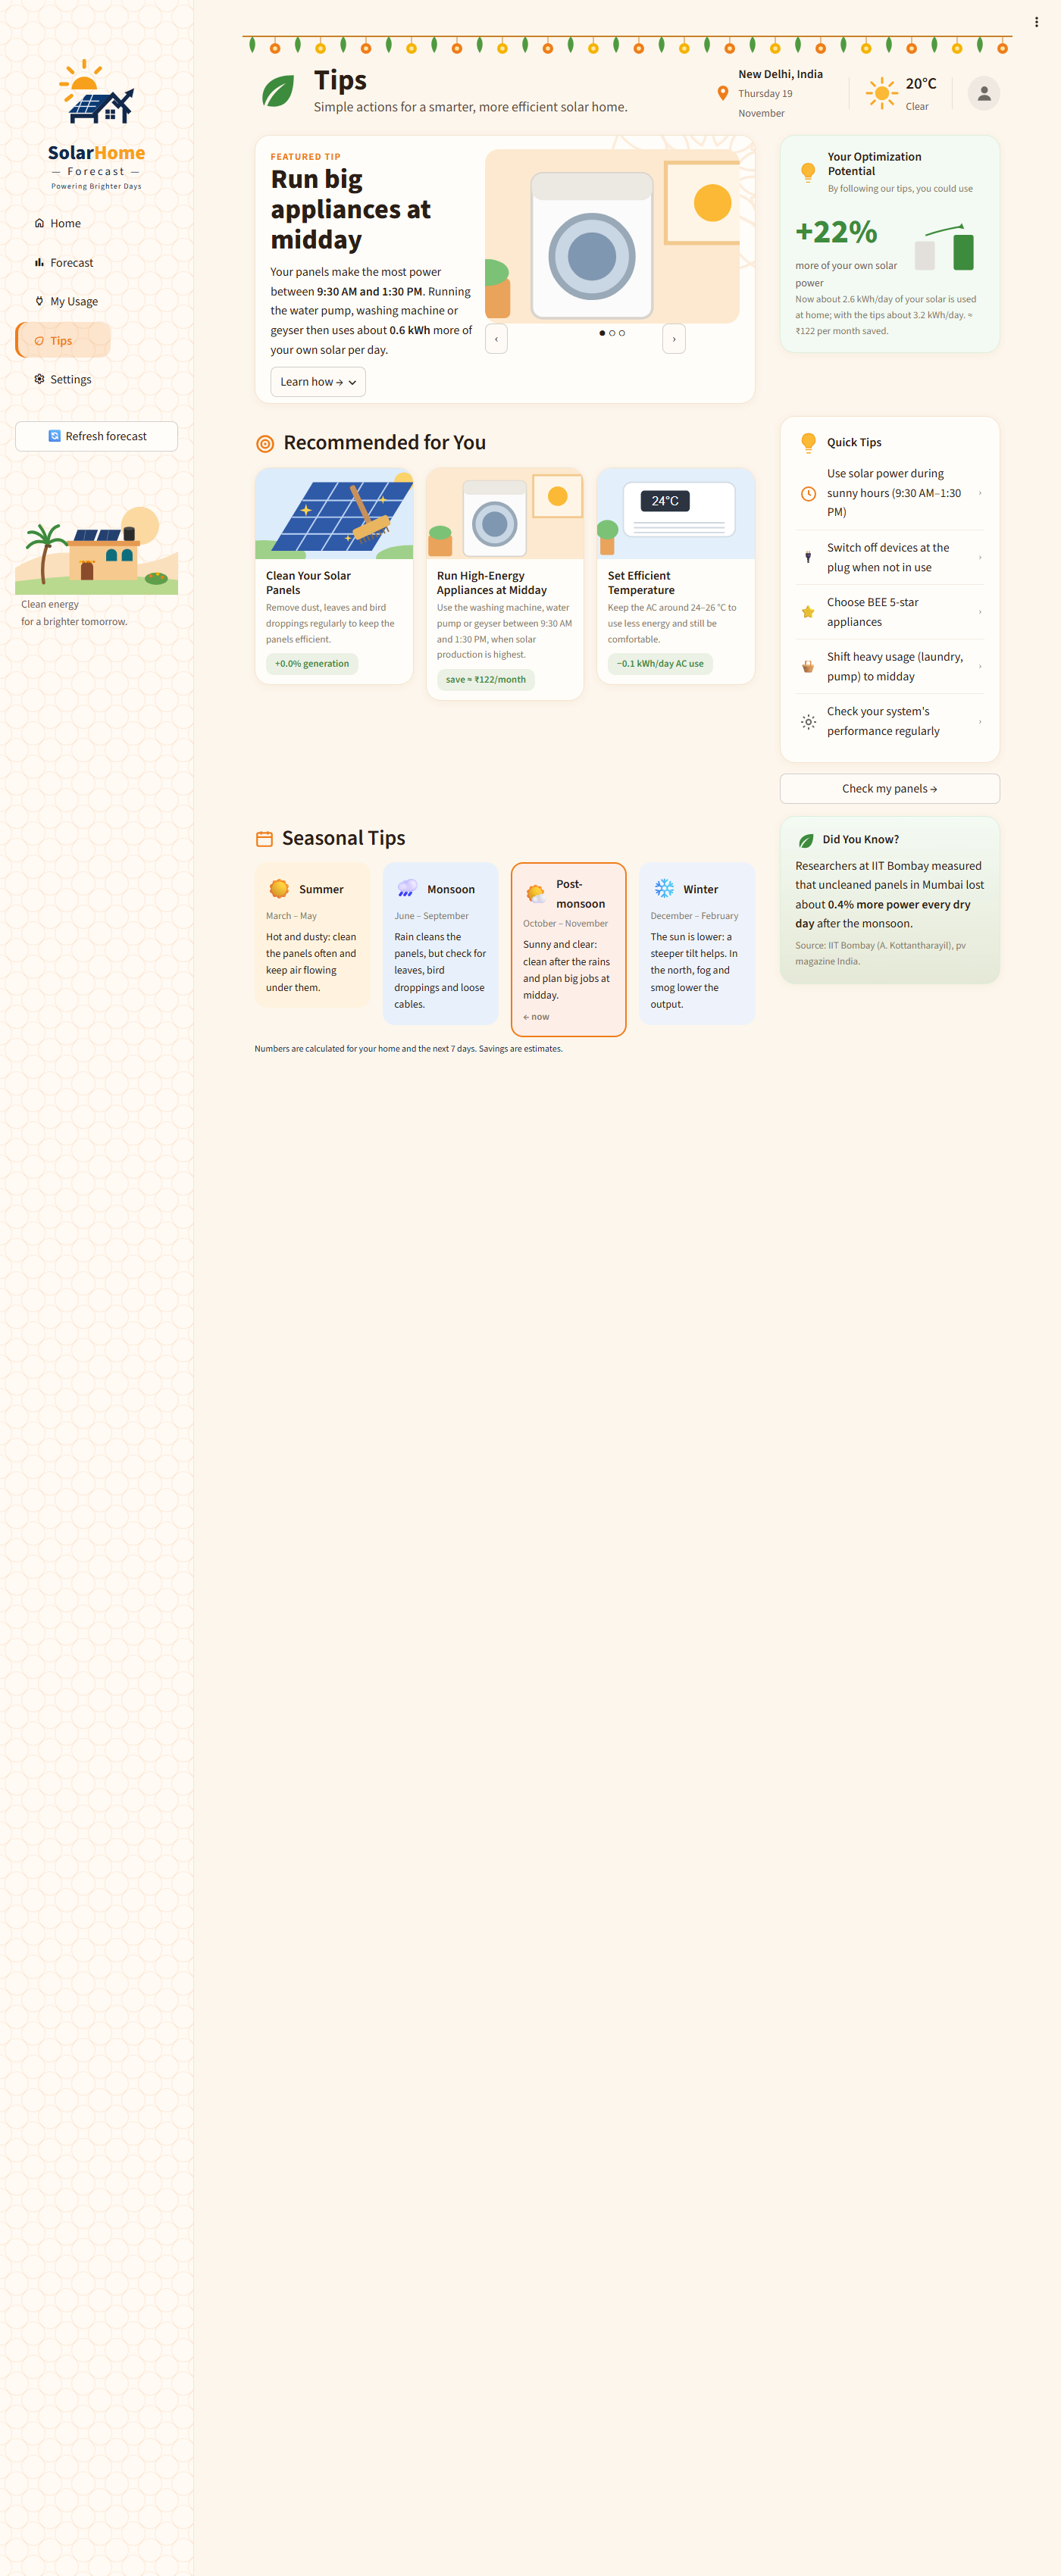 SolarHome
— Forecast —
Powering Brighter Days
Home
Forecast
My Usage
Tips
Settings
Refresh forecast
Clean energy
for a brighter tomorrow.
Tips
Simple actions for a smarter, more efficient solar home.
New Delhi, India
Thursday 19
November
20°C
Clear
FEATURED TIP
Run big
appliances at
midday
Your panels make the most power
between 9:30 AM and 1:30 PM. Running
the water pump, washing machine or
geyser then uses about 0.6 kWh more of
your own solar per day.
Learn how →
‹
›
Your Optimization
Potential
By following our tips, you could use
+22%
more of your own solar
power
Now about 2.6 kWh/day of your solar is used
at home; with the tips about 3.2 kWh/day. ≈
₹122 per month saved.
Recommended for You
Clean Your Solar
Panels
Remove dust, leaves and bird
droppings regularly to keep the
panels efficient.
+0.0% generation
Run High-Energy
Appliances at Midday
Use the washing machine, water
pump or geyser between 9:30 AM
and 1:30 PM, when solar
production is highest.
save ≈ ₹122/month
24°C
Set Efficient
Temperature
Keep the AC around 24–26 °C to
use less energy and still be
comfortable.
−0.1 kWh/day AC use
Quick Tips
Use solar power during
sunny hours (9:30 AM–1:30
PM)
›
Switch off devices at the
plug when not in use
›
Choose BEE 5-star
appliances
›
Shift heavy usage (laundry,
pump) to midday
›
Check your system's
performance regularly
›
Check my panels →
Seasonal Tips
Summer
March – May
Hot and dusty: clean
the panels often and
keep air flowing
under them.
Monsoon
June – September
Rain cleans the
panels, but check for
leaves, bird
droppings and loose
cables.
Post-
monsoon
October – November
Sunny and clear:
clean after the rains
and plan big jobs at
midday.
← now
Winter
December – February
The sun is lower: a
steeper tilt helps. In
the north, fog and
smog lower the
output.
Did You Know?
Researchers at IIT Bombay measured
that uncleaned panels in Mumbai lost
about 0.4% more power every dry
day after the monsoon.
Source: IIT Bombay (A. Kottantharayil), pv
magazine India.
Numbers are calculated for your home and the next 7 days. Savings are estimates.